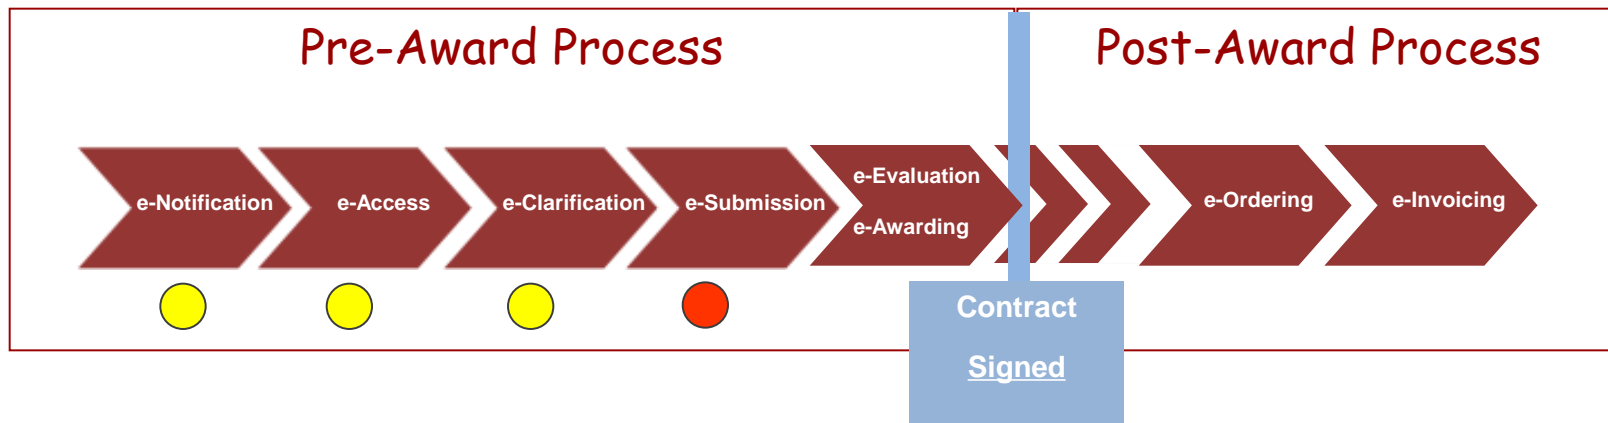 Pre-Award Process
Post-Award Process
e-Notification
e-Access
e-Clarification
e-Submission
e-Evaluation
e-Awarding
e-Ordering
e-Invoicing
Contract
Signed